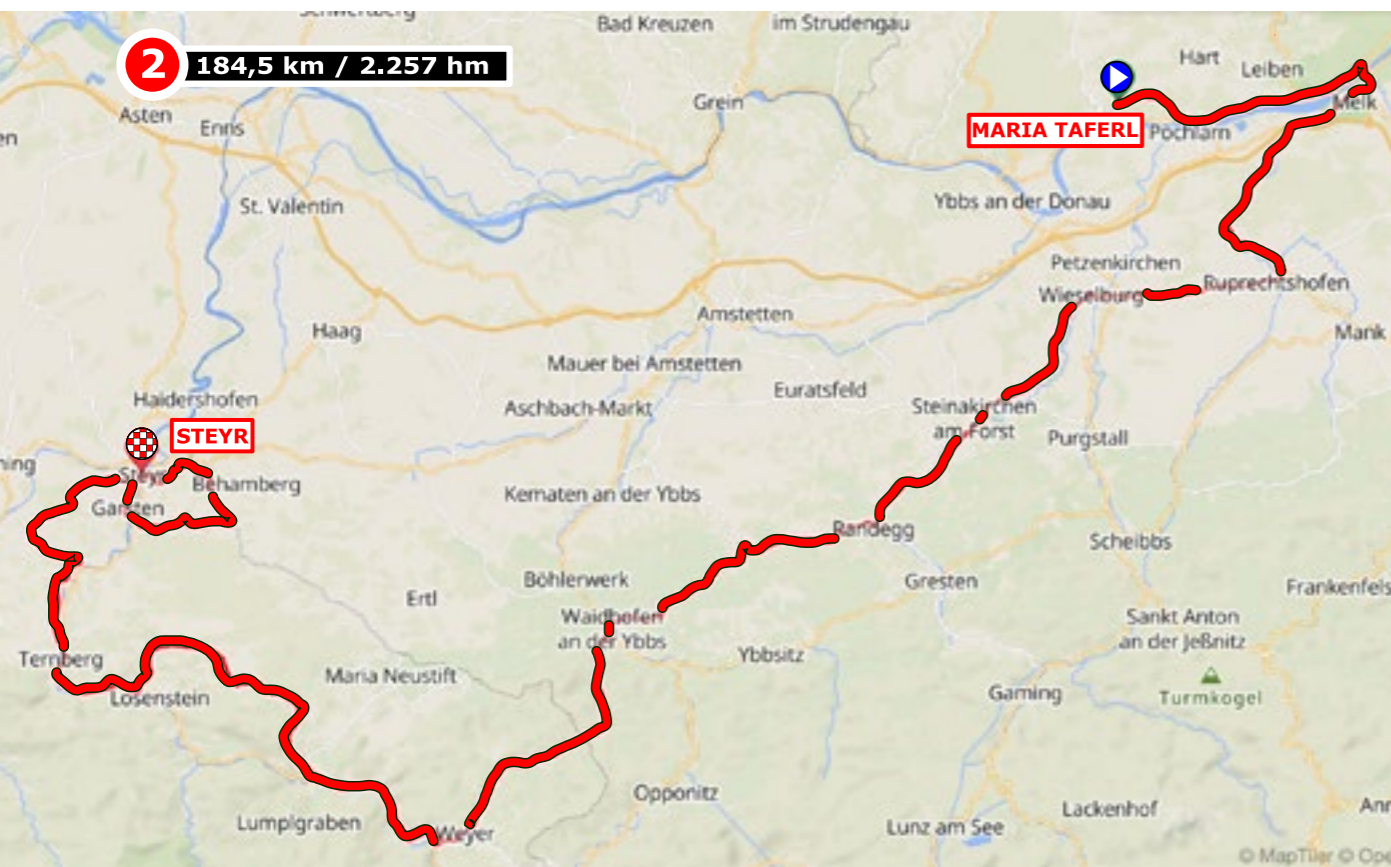 Schwertberg
Bad Kreuzen
im Strudengau
2
184,5 km / 2.257 hm
Hart
Leiben
Asten
Enns
Grein
Melk
MARIA TAFERL
Pöchlarn
St. Valentin
Ybbs an der Donau
Petzenkirchen
Wieselburg
Ruprechtshofen
Amstetten
Haag
Mank
Mauer bei Amstetten
Euratsfeld
Haidershofen
Aschbach-Markt
Steinakirchen
am Forst
Purgstall
STEYR
Steyr
Behamberg
Garsten
Kematen an der Ybbs
Randegg
Scheibbs
Böhlerwerk
Gresten
Frankenfels
Ertl
Waidhofen
an der Ybbs
Sankt Anton
an der Jeßnitz
Ternberg
Ybbsitz
Maria Neustift
Losenstein
Gaming
Turmkogel
Opponitz
Lackenhof
Lumplgraben
Weyer
Lunz am See
© MapTiler ©